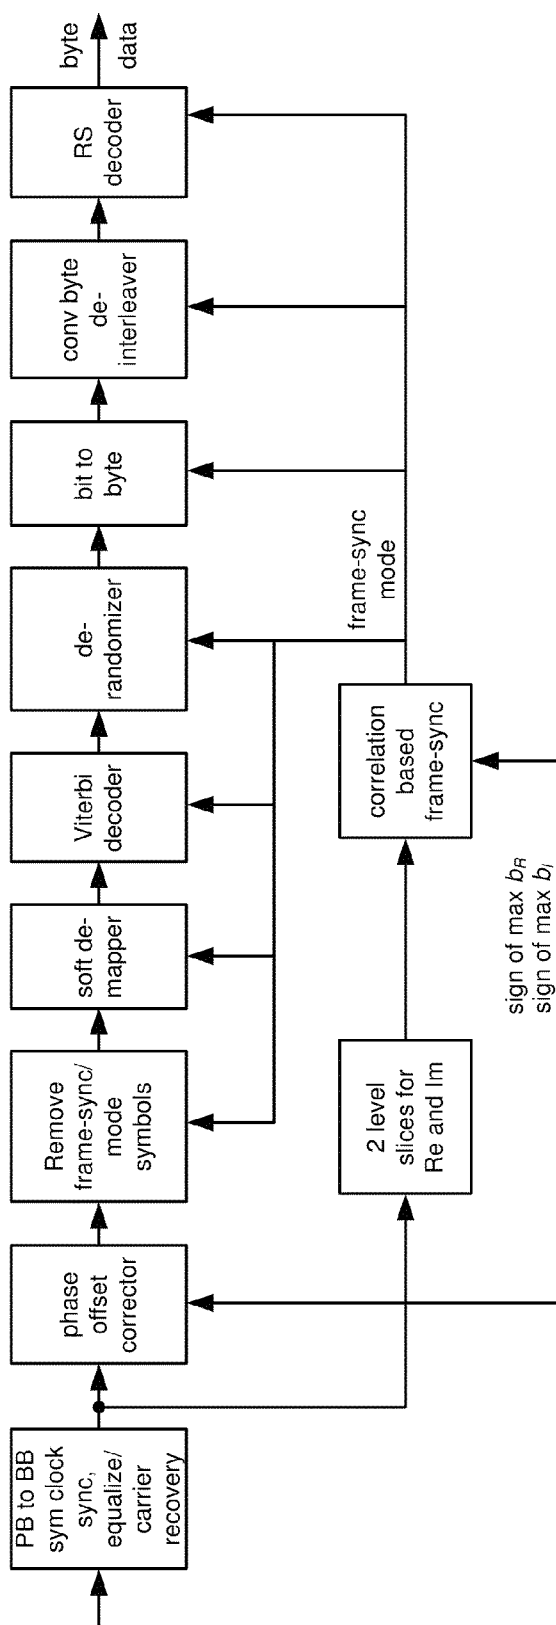 PB to BB
sym clock
sync,
equalize/
carrier
recovery
phase
offset
corrector
Remove
frame-sync/
mode
symbols
soft de-
mapper
Viterbi
decoder
de-
randomizer
bit to
byte
conv byte
de-
interleaver
RS
decoder
byte
data
2 level
slices for
Re and Im
correlation
based
frame-sync
frame-sync
mode
sign of max bR
sign of max bI